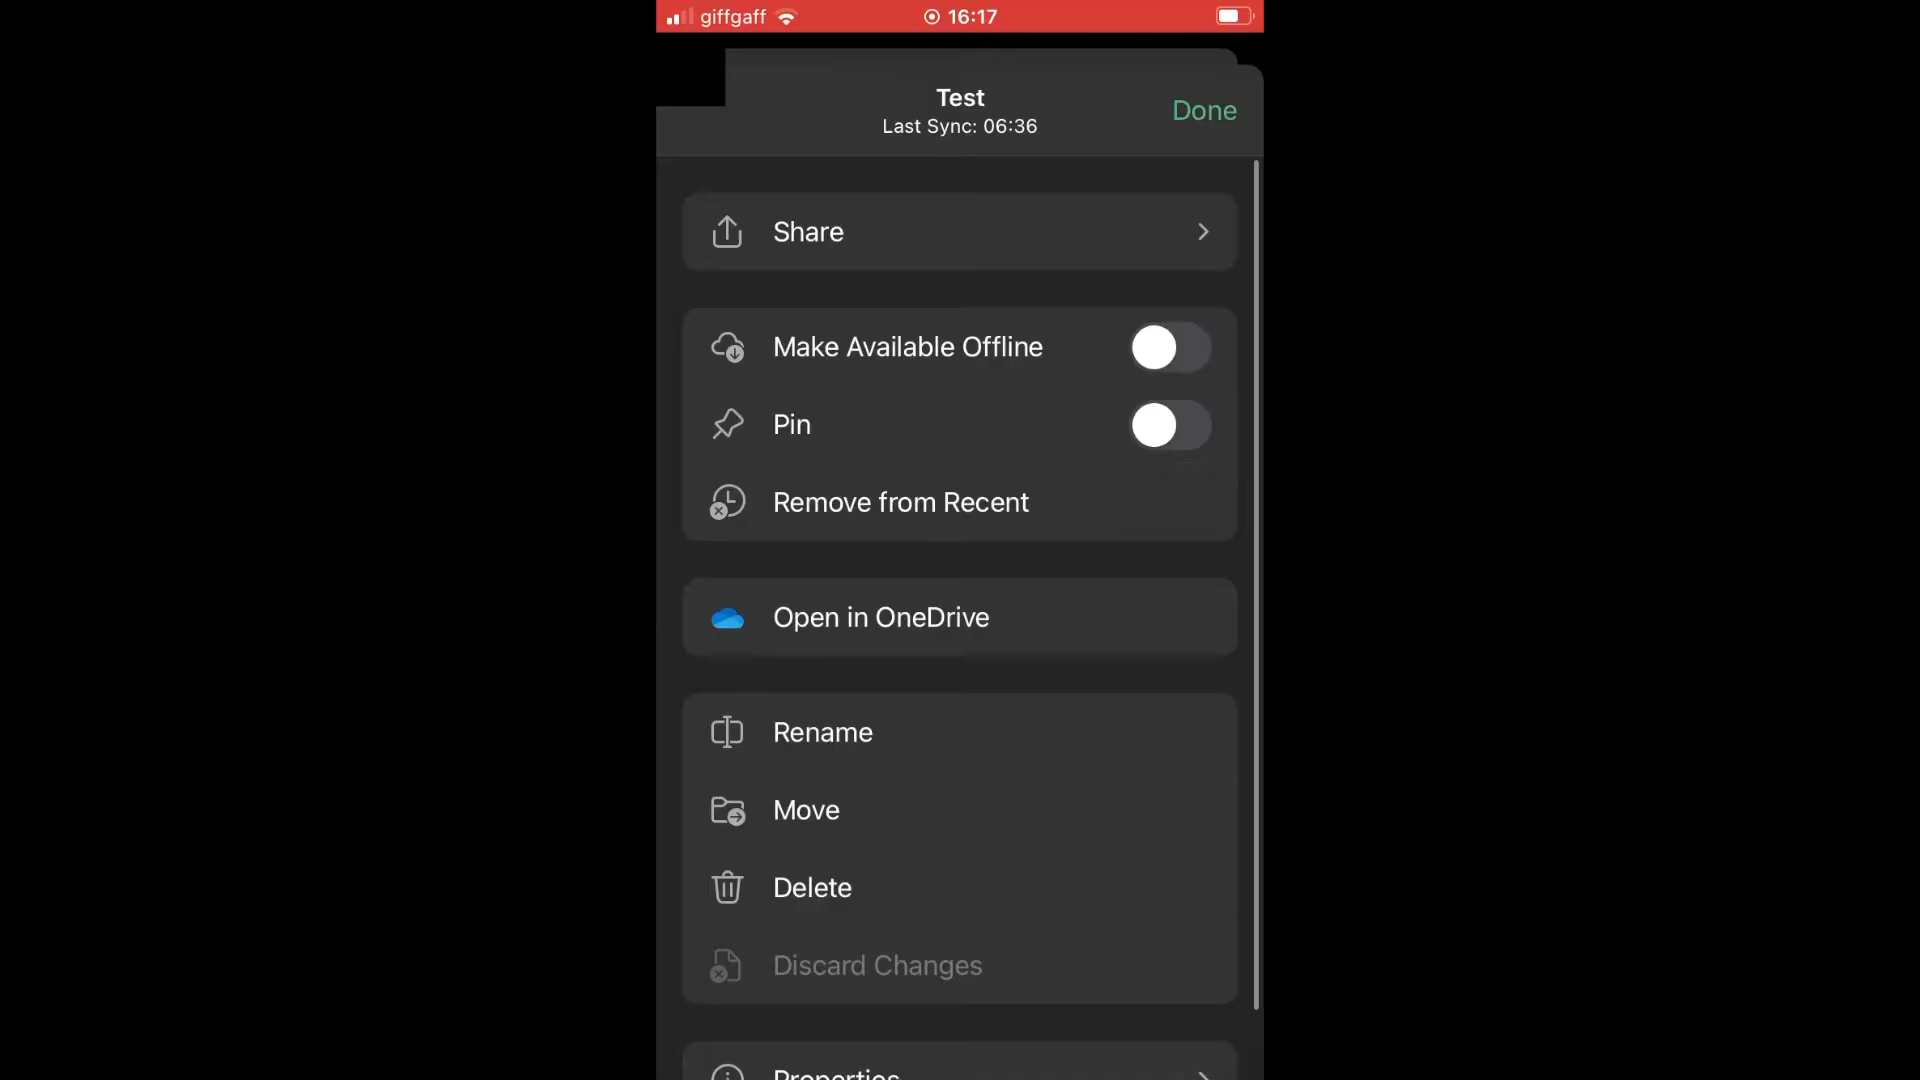 giffgaff 16:17
Test
Last Sync: 06:36
Done
Share
Make Available Offline
Pin
Remove from Recent
Open in OneDrive
Rename
Move
Delete
Discard Changes
Properties